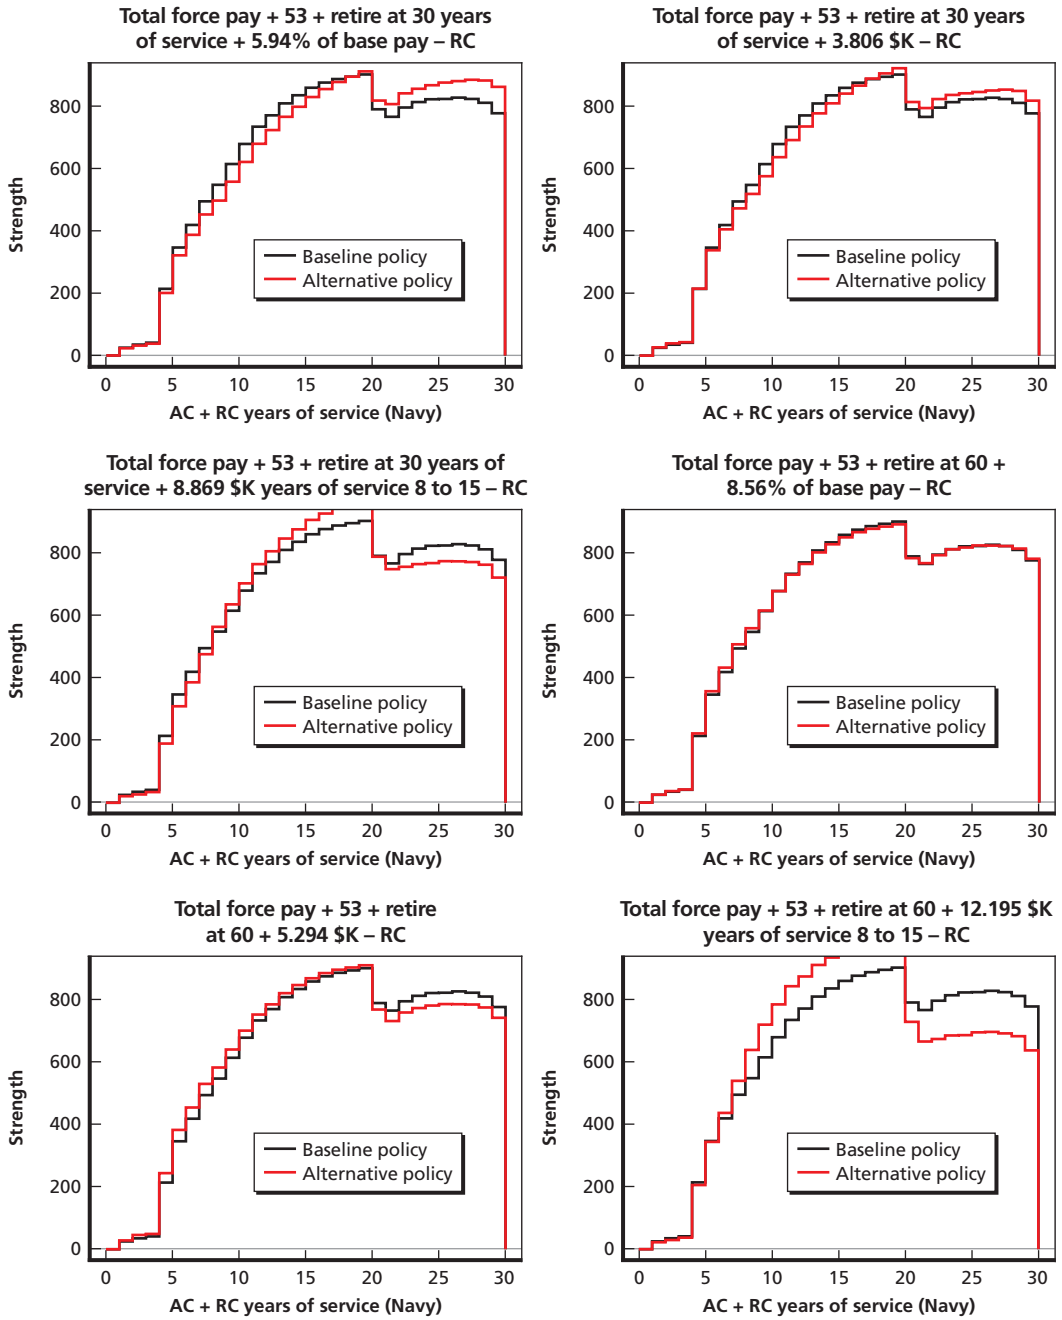 Total force pay + 53 + retire at 30 years
of service + 5.94% of base pay – RC
Strength
800
600
400
200
0
Baseline policy
Alternative policy
0 5 10 15 20 25 30
AC + RC years of service (Navy)
Total force pay + 53 + retire at 30 years
of service + 3.806 $K – RC
Strength
800
600
400
200
0
Baseline policy
Alternative policy
0 5 10 15 20 25 30
AC + RC years of service (Navy)
Total force pay + 53 + retire at 30 years of
service + 8.869 $K years of service 8 to 15 – RC
Strength
800
600
400
200
0
Baseline policy
Alternative policy
0 5 10 15 20 25 30
AC + RC years of service (Navy)
Total force pay + 53 + retire at 60 +
8.56% of base pay – RC
Strength
800
600
400
200
0
Baseline policy
Alternative policy
0 5 10 15 20 25 30
AC + RC years of service (Navy)
Total force pay + 53 + retire
at 60 + 5.294 $K – RC
Strength
800
600
400
200
0
Baseline policy
Alternative policy
0 5 10 15 20 25 30
AC + RC years of service (Navy)
Total force pay + 53 + retire at 60 + 12.195 $K
years of service 8 to 15 – RC
Strength
800
600
400
200
0
Baseline policy
Alternative policy
0 5 10 15 20 25 30
AC + RC years of service (Navy)